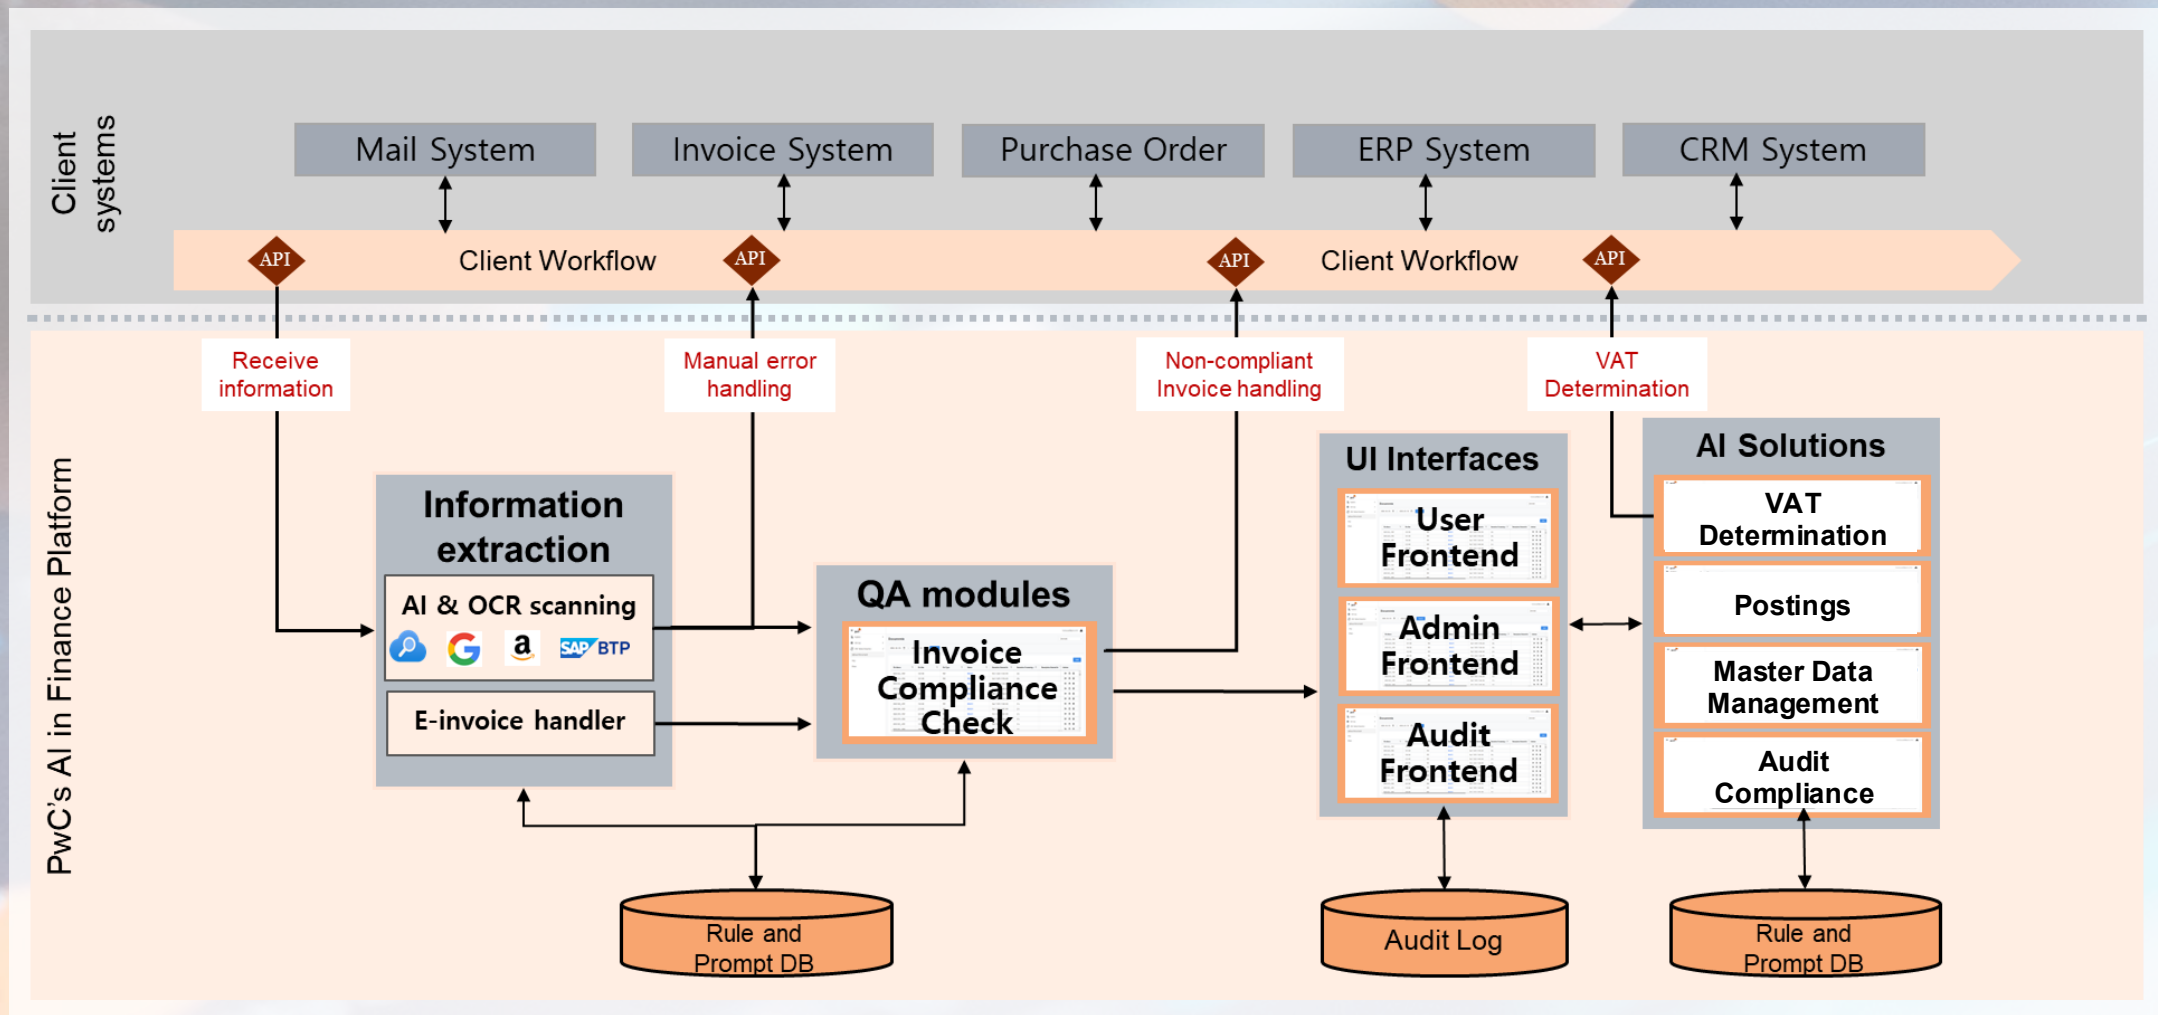 Client
systems
Mail System
Invoice System
Purchase Order
ERP System
CRM System
API
Client Workflow
API
API
Client Workflow
API
Receive
information
Manual error
handling
Non-compliant
Invoice handling
VAT
Determination
PwC's AI in Finance Platform
Information
extraction
AI & OCR scanning
G
a
SAP BTP
E-invoice handler
QA modules
Invoice
Compliance
Check
UI Interfaces
User
Frontend
Admin
Frontend
Audit
Frontend
AI Solutions
VAT
Determination
Postings
Master Data
Management
Audit
Compliance
Rule and
Prompt DB
Audit Log
Rule and
Prompt DB